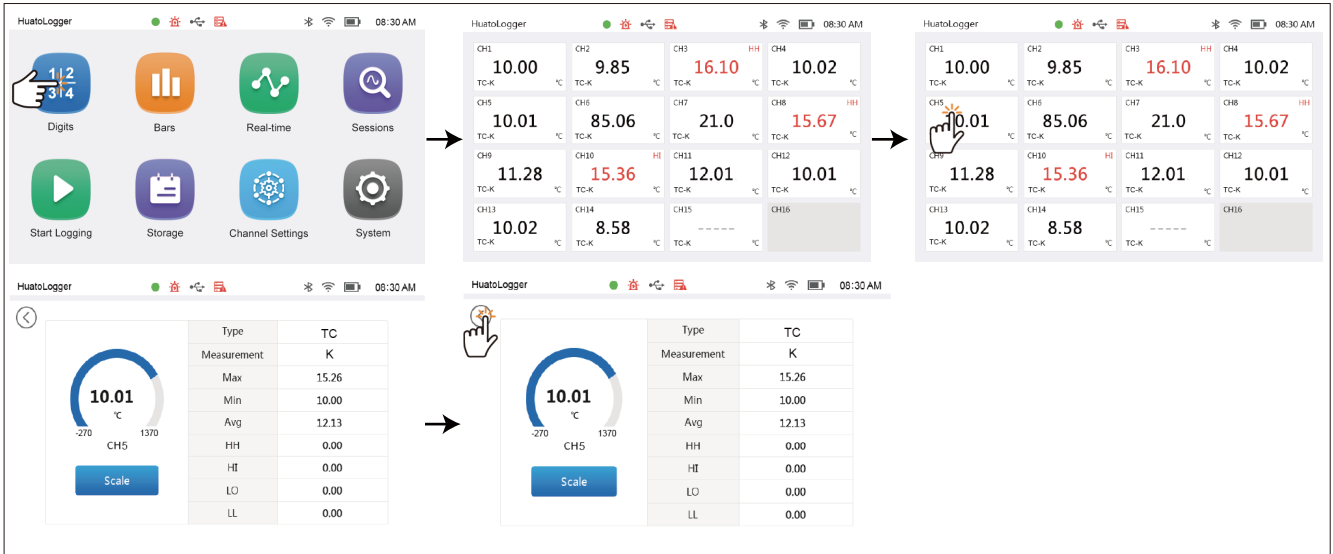 HuatoLogger 08:30 AM
1 2
3 4
Digits Bars Real-time Sessions
Start Logging Storage Channel Settings System
HuatoLogger 08:30 AM
CH1 CH2 CH3 HH CH4
10.00 9.85 16.10 10.02
TC-K ℃ TC-K ℃ TC-K ℃ TC-K ℃
CH5 CH6 CH7 CH8 HH
10.01 85.06 21.0 15.67
TC-K ℃ TC-K ℃ TC-K ℃ TC-K ℃
CH9 CH10 HI CH11 CH12
11.28 15.36 12.01 10.01
TC-K ℃ TC-K ℃ TC-K ℃ TC-K ℃
CH13 CH14 CH15 CH16
10.02 8.58 -----
TC-K ℃ TC-K ℃ TC-K ℃
HuatoLogger 08:30 AM
CH1 CH2 CH3 HH CH4
10.00 9.85 16.10 10.02
TC-K ℃ TC-K ℃ TC-K ℃ TC-K ℃
CH5 CH6 CH7 CH8 HH
10.01 85.06 21.0 15.67
℃ TC-K ℃ TC-K ℃ TC-K ℃
CH9 CH10 HI CH11 CH12
11.28 15.36 12.01 10.01
TC-K ℃ TC-K ℃ TC-K ℃ TC-K ℃
CH13 CH14 CH15 CH16
10.02 8.58 -----
TC-K ℃ TC-K ℃ TC-K ℃
HuatoLogger 08:30 AM
10.01
℃
-270 1370
CH5
Scale
Type TC
Measurement K
Max 15.26
Min 10.00
Avg 12.13
HH 0.00
HI 0.00
LO 0.00
LL 0.00
HuatoLogger 08:30 AM
10.01
℃
-270 1370
CH5
Scale
Type TC
Measurement K
Max 15.26
Min 10.00
Avg 12.13
HH 0.00
HI 0.00
LO 0.00
LL 0.00